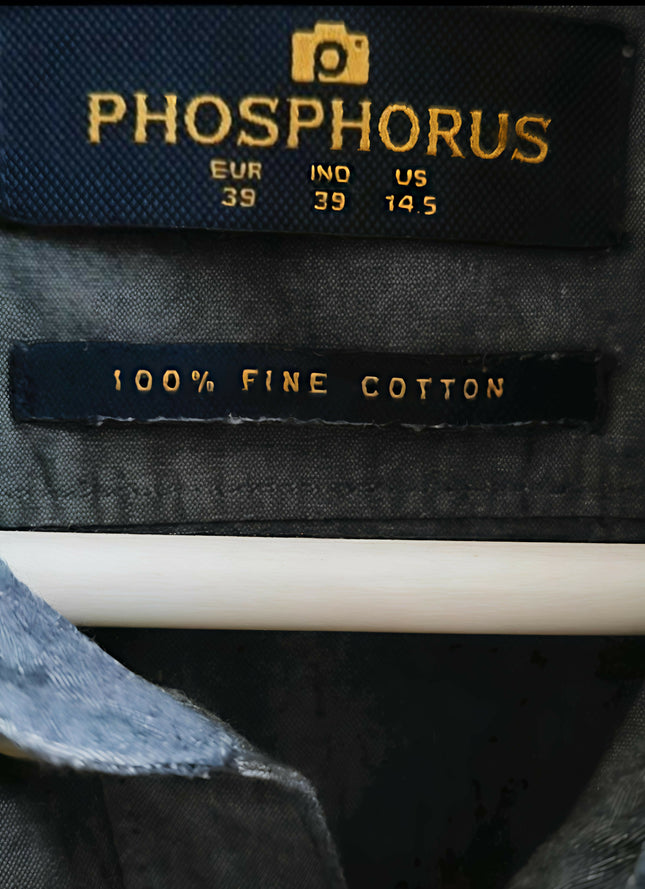 PHOSPHORUS
EUR IND US
39 39 14.5
100% FINE COTTON